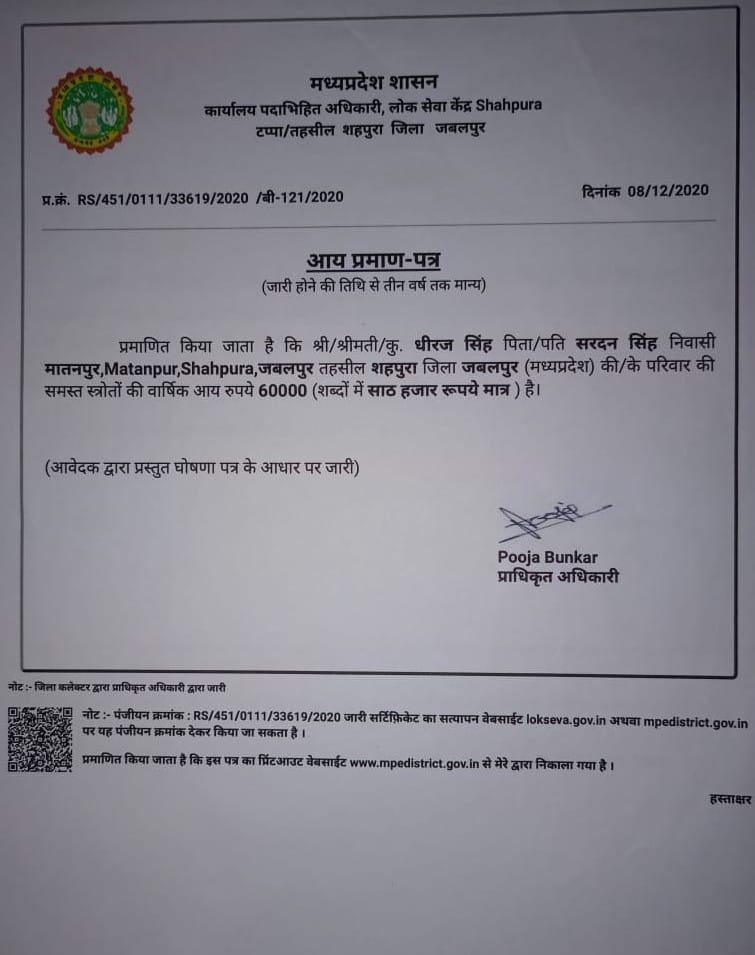 मध्यप्रदेश शासन
कार्यालय पदाभिहित अधिकारी, लोक सेवा केंद्र Shahpura
टप्पा/तहसील शहपुरा जिला जबलपुर
प्र.क्रं. RS/451/0111/33619/2020 /बी-121/2020
दिनांक 08/12/2020
आय प्रमाण-पत्र
(जारी होने की तिथि से तीन वर्ष तक मान्य)
प्रमाणित किया जाता है कि श्री/श्रीमती/कु. धीरज सिंह पिता/पति सरदन सिंह निवासी
मातनपुर,Matanpur,Shahpura,जबलपुर तहसील शहपुरा जिला जबलपुर (मध्यप्रदेश) की/के परिवार की
समस्त स्त्रोतों की वार्षिक आय रुपये 60000 (शब्दों में साठ हजार रूपये मात्र ) है।
(आवेदक द्वारा प्रस्तुत घोषणा पत्र के आधार पर जारी)
Pooja
Pooja Bunkar
प्राधिकृत अधिकारी
नोट :- जिला कलेक्टर द्वारा प्राधिकृत अधिकारी द्वारा जारी
नोट :- पंजीयन क्रमांक : RS/451/0111/33619/2020 जारी सर्टिफ़िकेट का सत्यापन वेबसाईट lokseva.gov.in अथवा mpedistrict.gov.in
पर यह पंजीयन क्रमांक देकर किया जा सकता है ।
प्रमाणित किया जाता है कि इस पत्र का प्रिंटआउट वेबसाईट www.mpedistrict.gov.in से मेरे द्वारा निकाला गया है ।
हस्ताक्षर